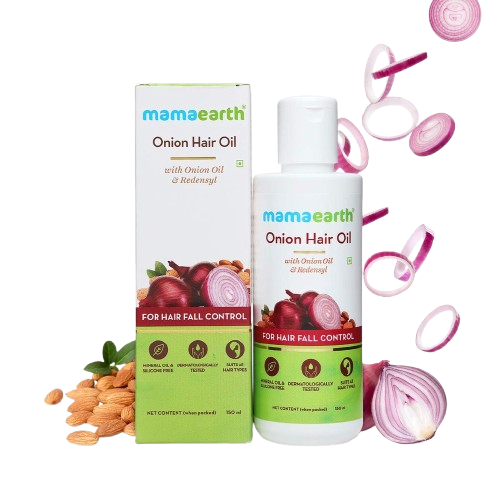 mamaearth®
Onion Hair Oil
with Onion Oil
& Redensyl
FOR HAIR FALL CONTROL
MINERAL OIL &
SILICONE FREE
DERMATOLOGICALLY
TESTED
SUITS ALL
HAIR TYPES
NET CONTENT (when packed) 150 ml
mamaearth®
Onion Hair Oil
with Onion Oil
& Redensyl
FOR HAIR FALL CONTROL
MINERAL OIL &
SILICONE FREE
DERMATOLOGICALLY
TESTED
SUITS ALL
HAIR TYPES
NET CONTENT (when packed) 150 ml